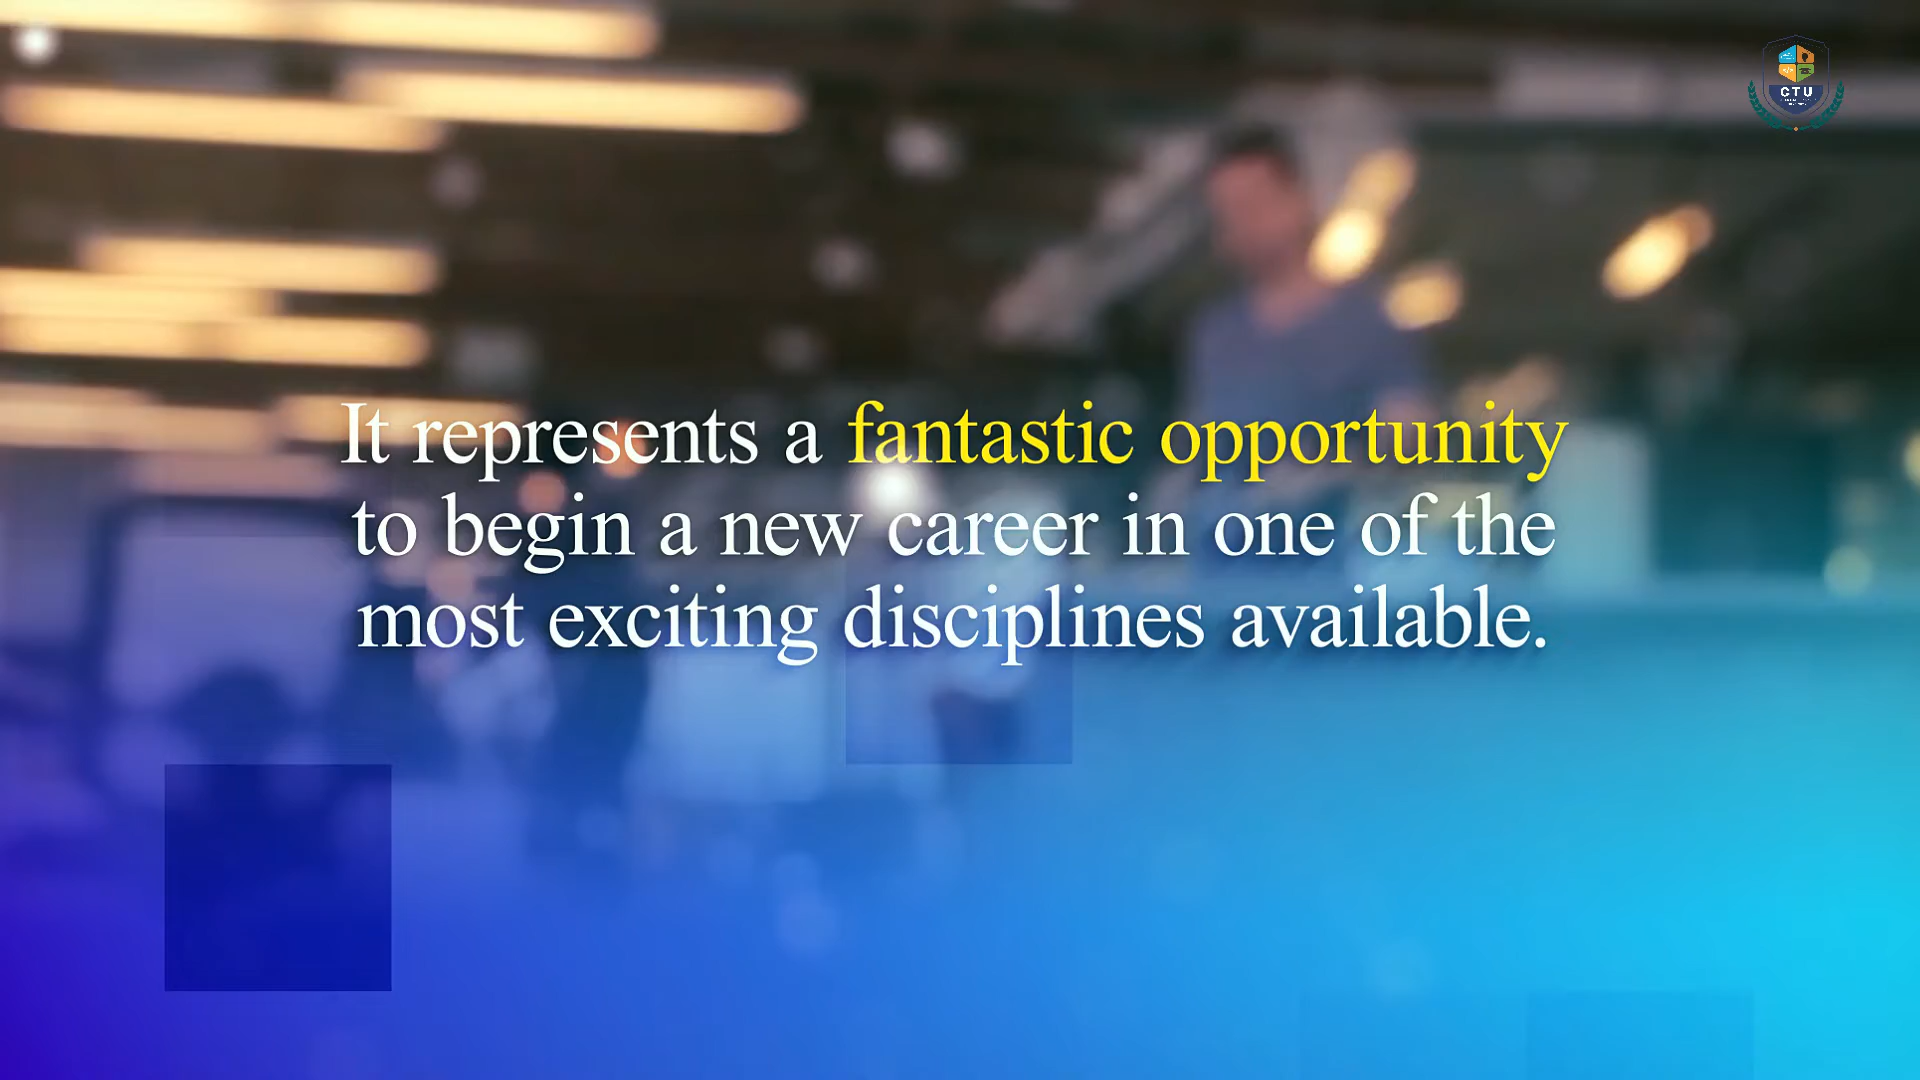 CTU
It represents a fantastic opportunity
to begin a new career in one of the
most exciting disciplines available.